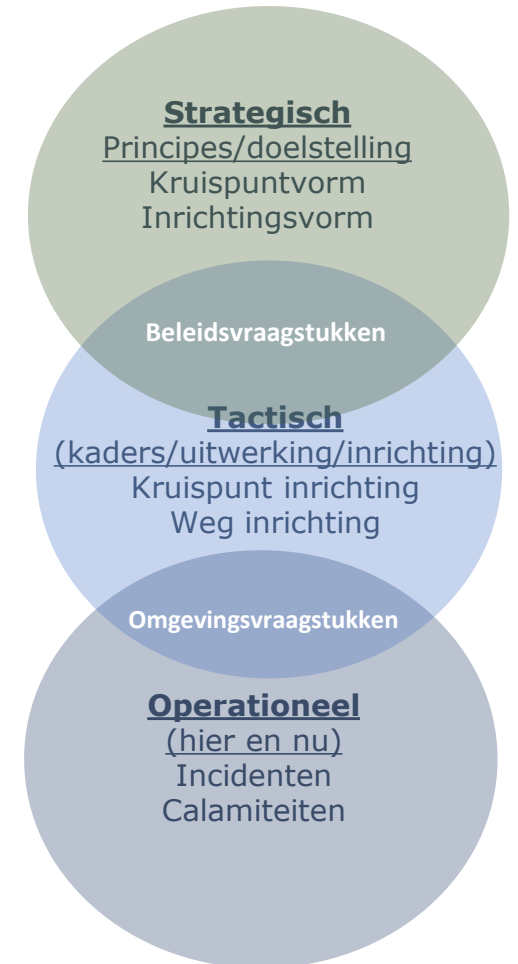 Strategisch
Principes/doelstelling
Kruispuntvorm
Inrichtingsvorm
Beleidsvraagstukken
Tactisch
(kaders/uitwerking/inrichting)
Kruispunt inrichting
Weg inrichting
Omgevingsvraagstukken
Operationeel
(hier en nu)
Incidenten
Calamiteiten